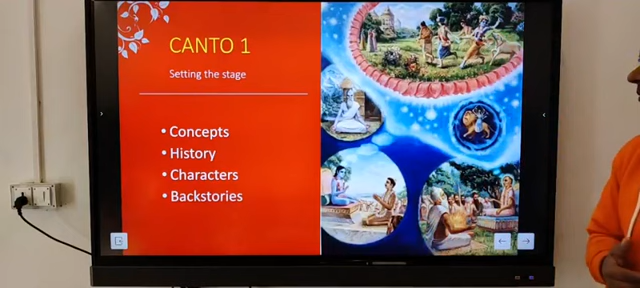 CANTO 1
Setting the stage
• Concepts
• History
• Characters
• Backstories